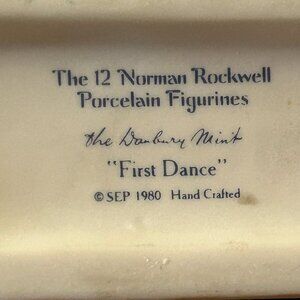 The 12 Norman Rockwell
Porcelain Figurines
The Danbury Mint
"First Dance"
© SEP 1980 Hand Crafted